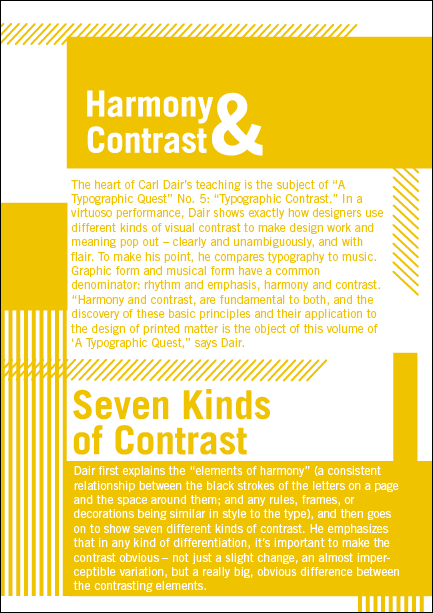 Harmony &
Contrast
The heart of Carl Dair’s teaching is the subject of “A
Typographic Quest” No. 5: “Typographic Contrast.” In a
virtuoso performance, Dair shows exactly how designers use
different kinds of visual contrast to make design work and
meaning pop out – clearly and unambiguously, and with
flair. To make his point, he compares typography to music.
Graphic form and musical form have a common
denominator: rhythm and emphasis, harmony and contrast.
“Harmony and contrast, are fundamental to both, and the
discovery of these basic principles and their application to
the design of printed matter is the object of this volume of
‘A Typographic Quest,” says Dair.
Seven Kinds
of Contrast
Dair first explains the “elements of harmony” (a consistent
relationship between the black strokes of the letters on a page
and the space around them; and any rules, frames, or
decorations being similar in style to the type), and then goes
on to show seven different kinds of contrast. He emphasizes
that in any kind of differentiation, it’s important to make the
contrast obvious – not just a slight change, an almost imper-
ceptible variation, but a really big, obvious difference between
the contrasting elements.